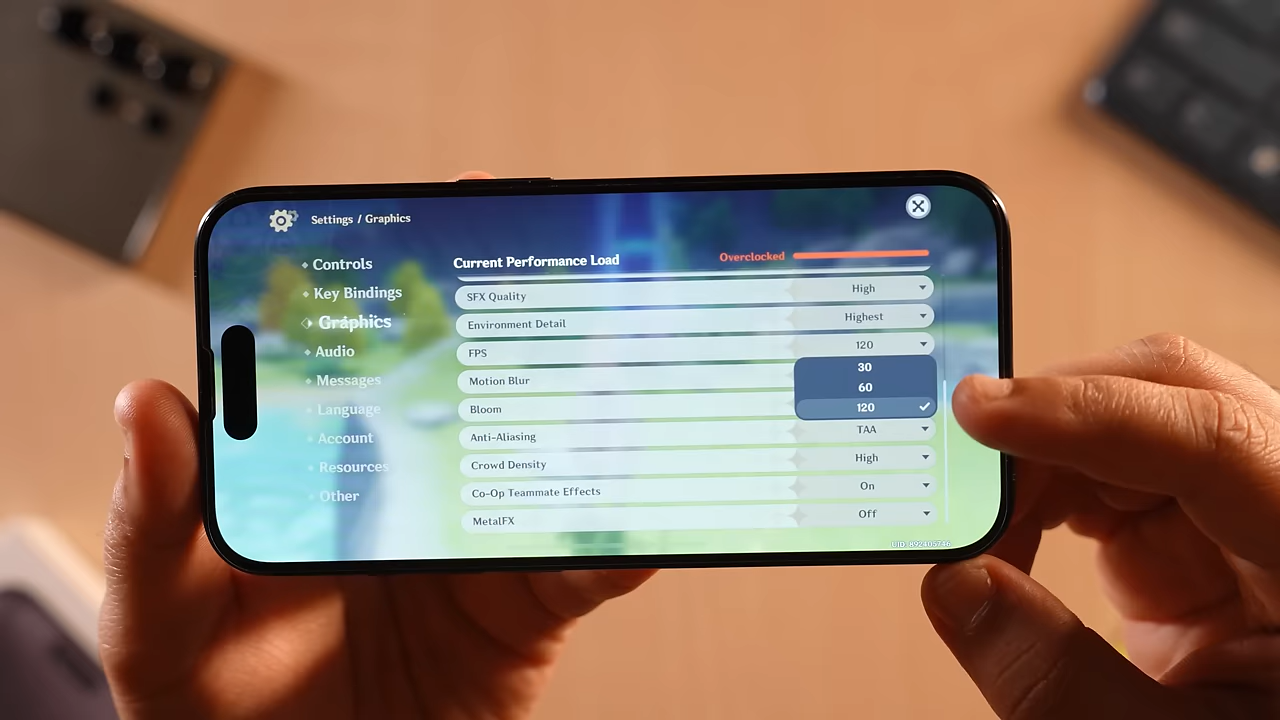 Settings / Graphics
Controls
Key Bindings
Graphics
Audio
Messages
Language
Account
Resources
Other
Current Performance Load
Overclocked
SFX Quality High
Environment Detail Highest
FPS 120
30
60
120
Motion Blur
Bloom
Anti-Aliasing TAA
Crowd Density High
Co-Op Teammate Effects On
MetalFX Off